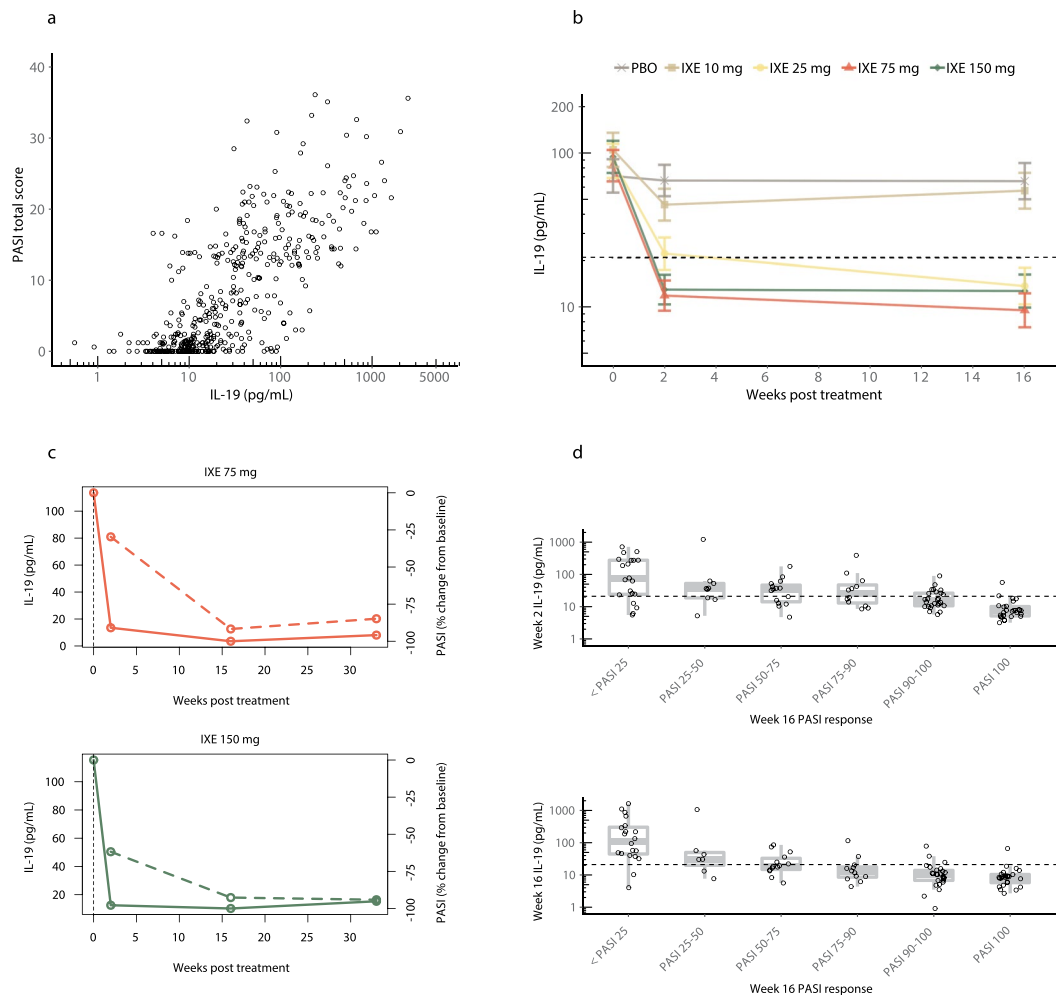 a
PASI total score
40
30
20
10
0
1
10
100
1000
5000
IL-19 (pg/mL)
b
PBO IXE 10 mg IXE 25 mg IXE 75 mg IXE 150 mg
IL-19 (pg/mL)
200
100
10
0 2 4 6 8 10 12 14 16
Weeks post treatment
c
IXE 75 mg
IL-19 (pg/mL)
100
80
60
40
20
0
0 5 10 15 20 25 30
Weeks post treatment
0
-25
-50
-75
-100
PASI (% change from baseline)
IXE 150 mg
IL-19 (pg/mL)
100
80
60
40
20
0 5 10 15 20 25 30
Weeks post treatment
0
-25
-50
-75
-100
PASI (% change from baseline)
d
Week 2 IL-19 (pg/mL)
1000
100
10
1
< PASI 25
PASI 25-50
PASI 50-75
PASI 75-90
PASI 90-100
PASI 100
Week 16 PASI response
Week 16 IL-19 (pg/mL)
1000
100
10
1
< PASI 25
PASI 25-50
PASI 50-75
PASI 75-90
PASI 90-100
PASI 100
Week 16 PASI response